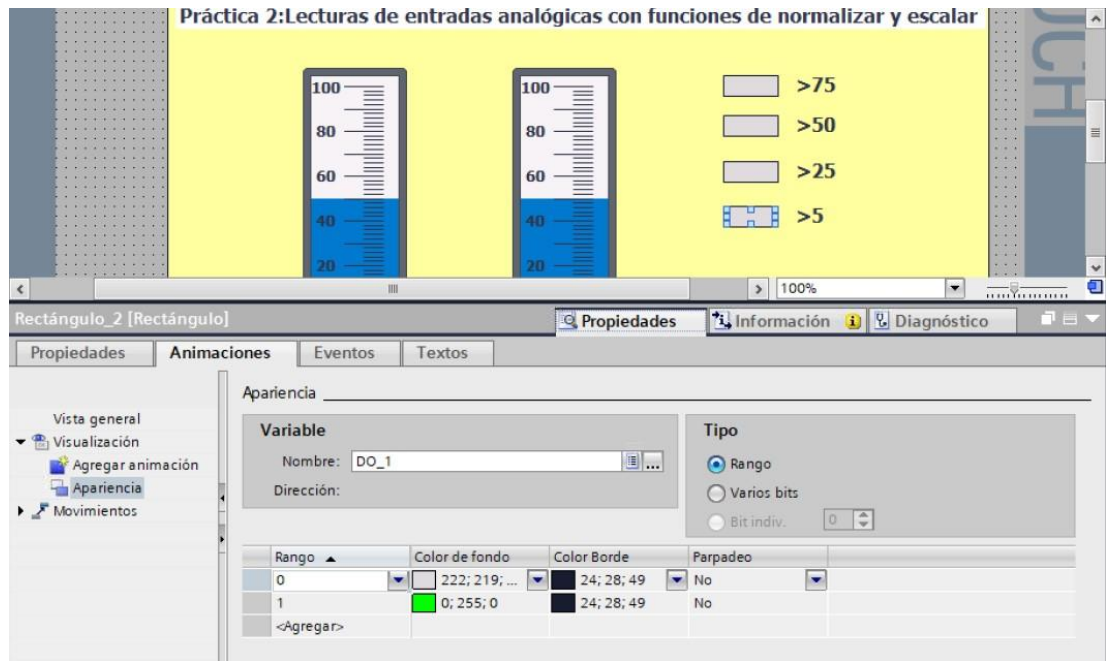 Práctica 2:Lecturas de entradas analógicas con funciones de normalizar y escalar
100
80
60
40
20
100
80
60
40
20
>75
>50
>25
>5
UCH
100%
Rectángulo_2 [Rectángulo]
Propiedades
Información
Diagnóstico
Propiedades
Animaciones
Eventos
Textos
Vista general
Visualización
Agregar animación
Apariencia
Movimientos
Apariencia
Variable
Nombre: DO_1
...
Dirección:
Tipo
Rango
Varios bits
Bit indiv. 0
Rango Color de fondo Color Borde Parpadeo
0 222; 219; ... 24; 28; 49 No
1 0; 255; 0 24; 28; 49 No
<Agregar>